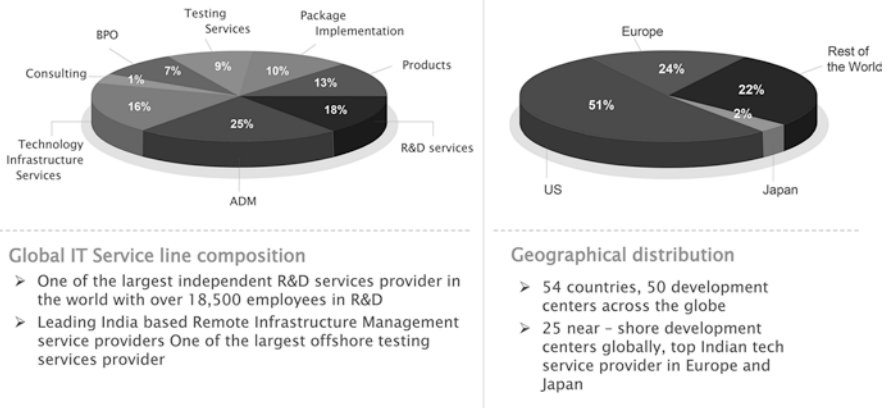 Testing
Services
Package
Implementation
BPO
Consulting
Products
9%
10%
7%
1%
13%
16%
18%
25%
Technology
Infrastructure
Services
R&D services
ADM
Global IT Service line composition
➢ One of the largest independent R&D services provider in
the world with over 18,500 employees in R&D
➢ Leading India based Remote Infrastructure Management
service providers One of the largest offshore testing
services provider
Europe
Rest of
the World
24%
22%
51%
2%
US
Japan
Geographical distribution
➢ 54 countries, 50 development
centers across the globe
➢ 25 near – shore development
centers globally, top Indian tech
service provider in Europe and
Japan